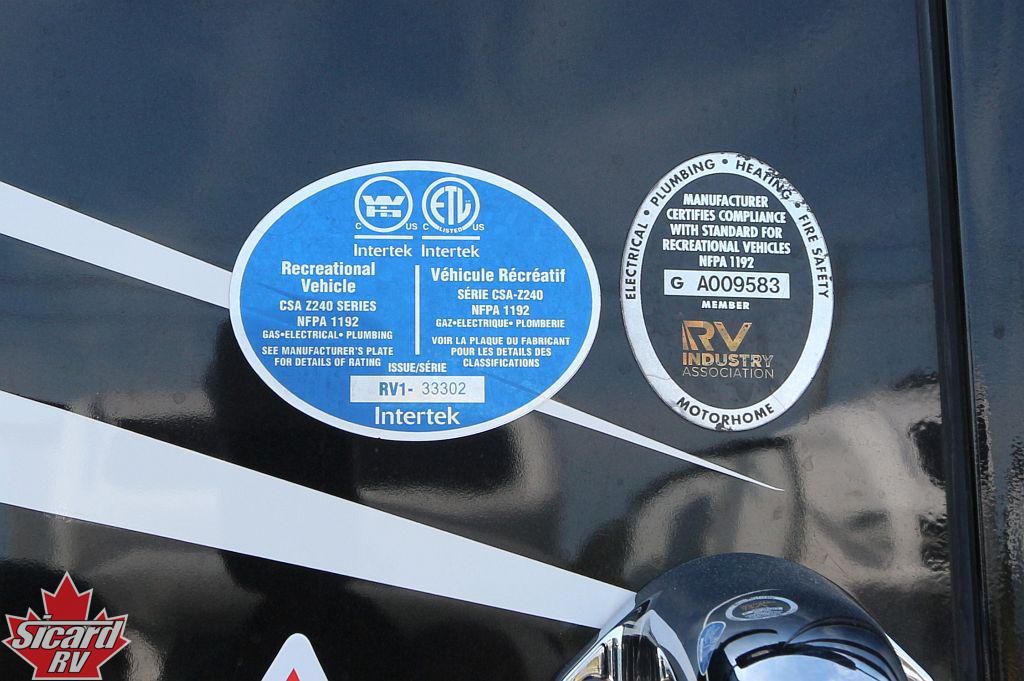 WH
C US
Intertek
ETL
LISTED
C US
Intertek
Recreational
Vehicle
CSA Z240 SERIES
NFPA 1192
GAS•ELECTRICAL• PLUMBING
SEE MANUFACTURER'S PLATE
FOR DETAILS OF RATING
Véhicule Récréatif
SÉRIE CSA-Z240
NFPA 1192
GAZ•ELECTRIQUE• PLOMBERIE
VOIR LA PLAQUE DU FABRICANT
POUR LES DETAILS DES
CLASSIFICATIONS
ISSUE/SÉRIE
RV1- 33302
Intertek
ELECTRICAL • PLUMBING • HEATING & FIRE SAFETY
MANUFACTURER
CERTIFIES COMPLIANCE
WITH STANDARD FOR
RECREATIONAL VEHICLES
NFPA 1192
G A009583
MEMBER
RV
INDUSTRY
ASSOCIATION
MOTORHOME
Sicard
RV